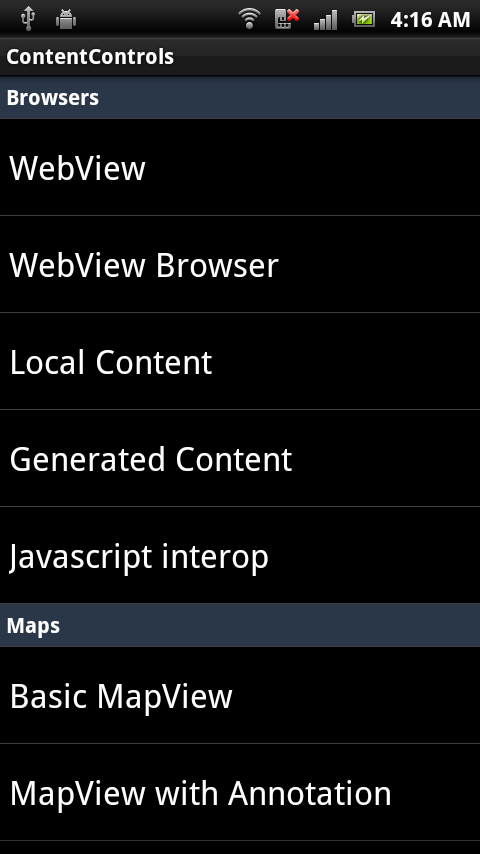 4:16 AM
ContentControls
Browsers
WebView
WebView Browser
Local Content
Generated Content
Javascript interop
Maps
Basic MapView
MapView with Annotation